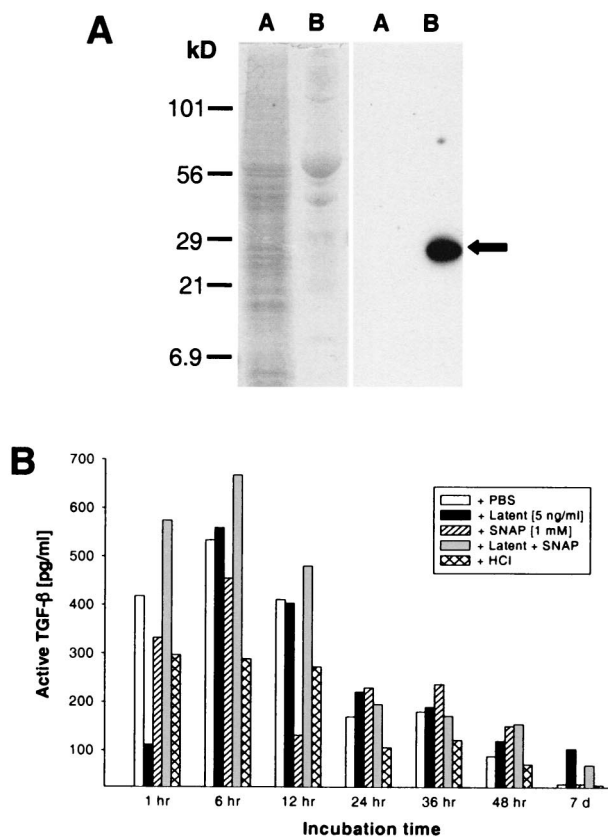 A
A B A B
kD
101
56
29
21
6.9
B
700
600
500
400
300
200
100
Active TGF-β [pg/ml]
+ PBS
+ Latent [5 ng/ml]
+ SNAP [1 mM]
+ Latent + SNAP
+ HCl
1 hr 6 hr 12 hr 24 hr 36 hr 48 hr 7 d
Incubation time